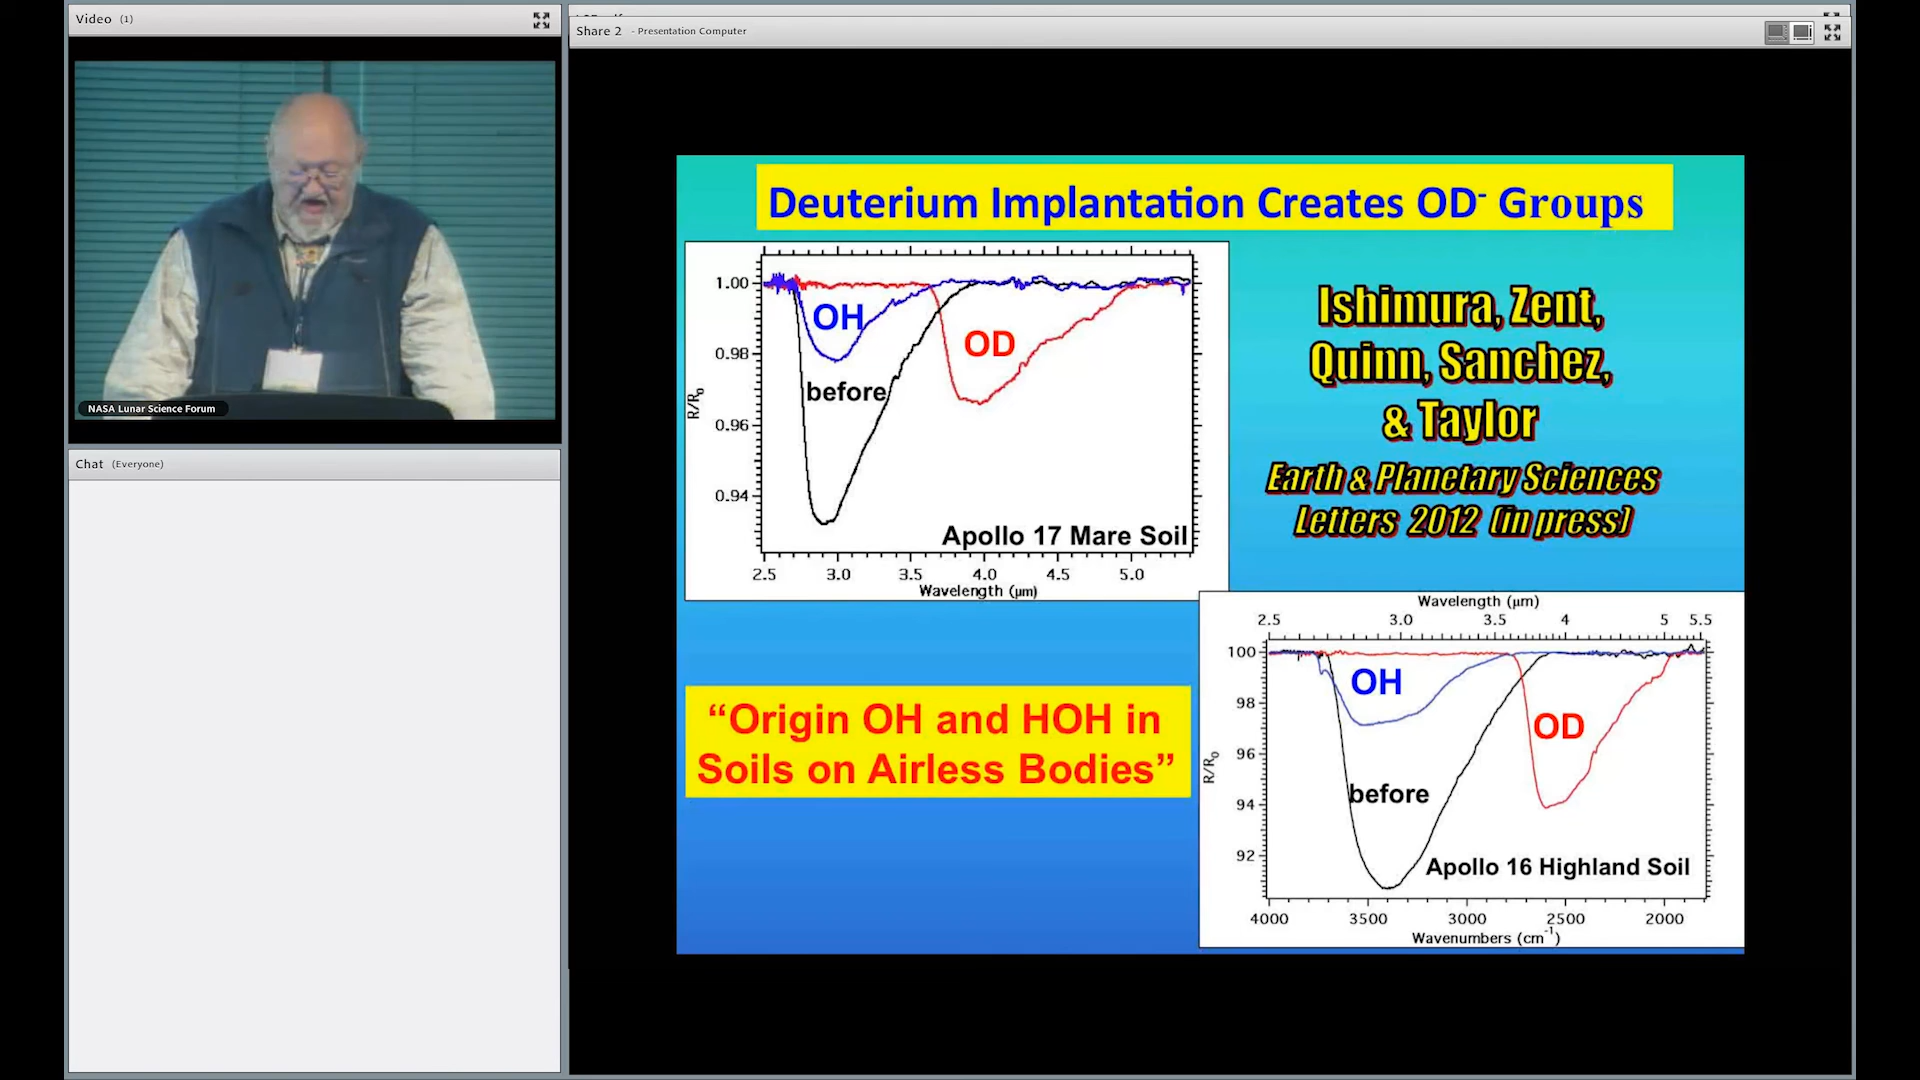 Video (1)
NASA Lunar Science Forum
Chat (Everyone)
Share 2 - Presentation Computer
Deuterium Implantation Creates OD- Groups
1.00
0.98
0.96
0.94
R/R0
OH
OD
before
Apollo 17 Mare Soil
2.5 3.0 3.5 4.0 4.5 5.0
Wavelength (µm)
Ishimura, Zent,
Quinn, Sanchez,
& Taylor
Earth & Planetary Sciences
Letters 2012 (in press)
“Origin OH and HOH in
Soils on Airless Bodies”
Wavelength (µm)
2.5 3.0 3.5 4 5 5.5
100
98
96
94
92
R/R0
OH
OD
before
Apollo 16 Highland Soil
4000 3500 3000 2500 2000
Wavenumbers (cm-1)